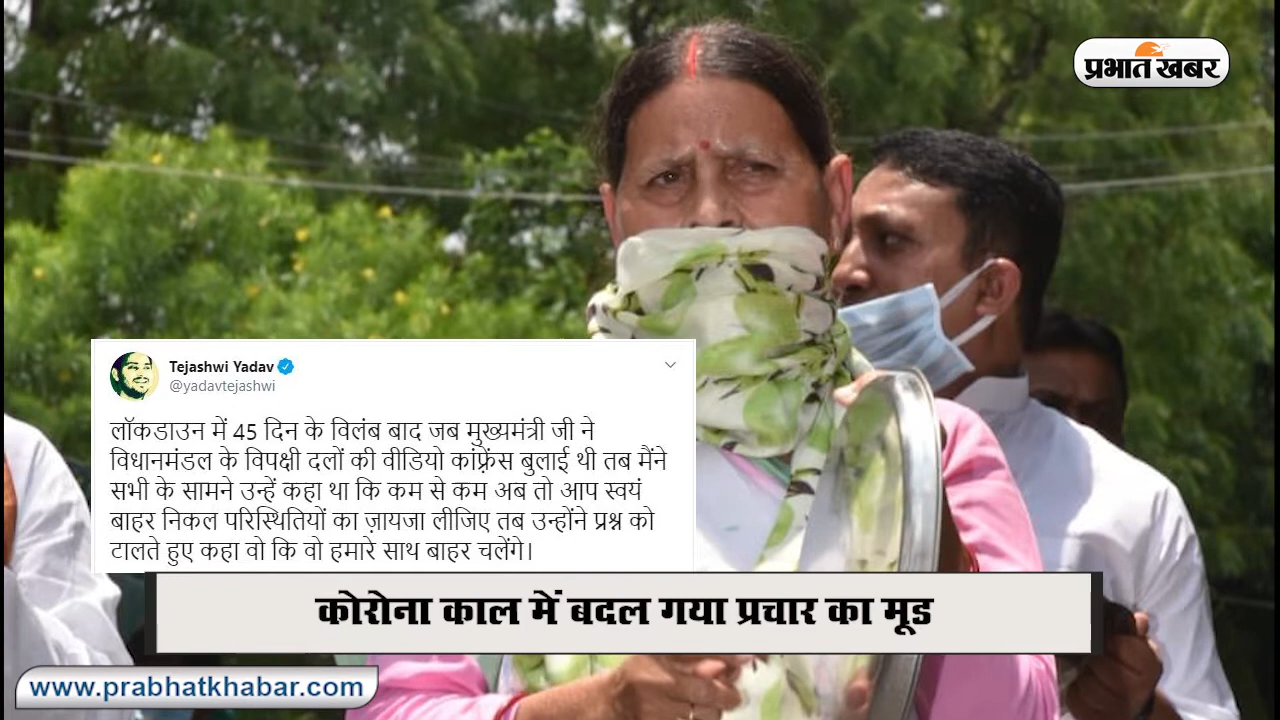 प्रभात खबर
Tejashwi Yadav
@yadavtejashwi
लॉकडाउन में 45 दिन के विलंब बाद जब मुख्यमंत्री जी ने
विधानमंडल के विपक्षी दलों की वीडियो कांफ़्रेंस बुलाई थी तब मैंने
सभी के सामने उन्हें कहा था कि कम से कम अब तो आप स्वयं
बाहर निकल परिस्थितियों का ज़ायजा लीजिए तब उन्होंने प्रश्न को
टालते हुए कहा वो कि वो हमारे साथ बाहर चलेंगे।
कोरोना काल में बदल गया प्रचार का मूड
www.prabhatkhabar.com